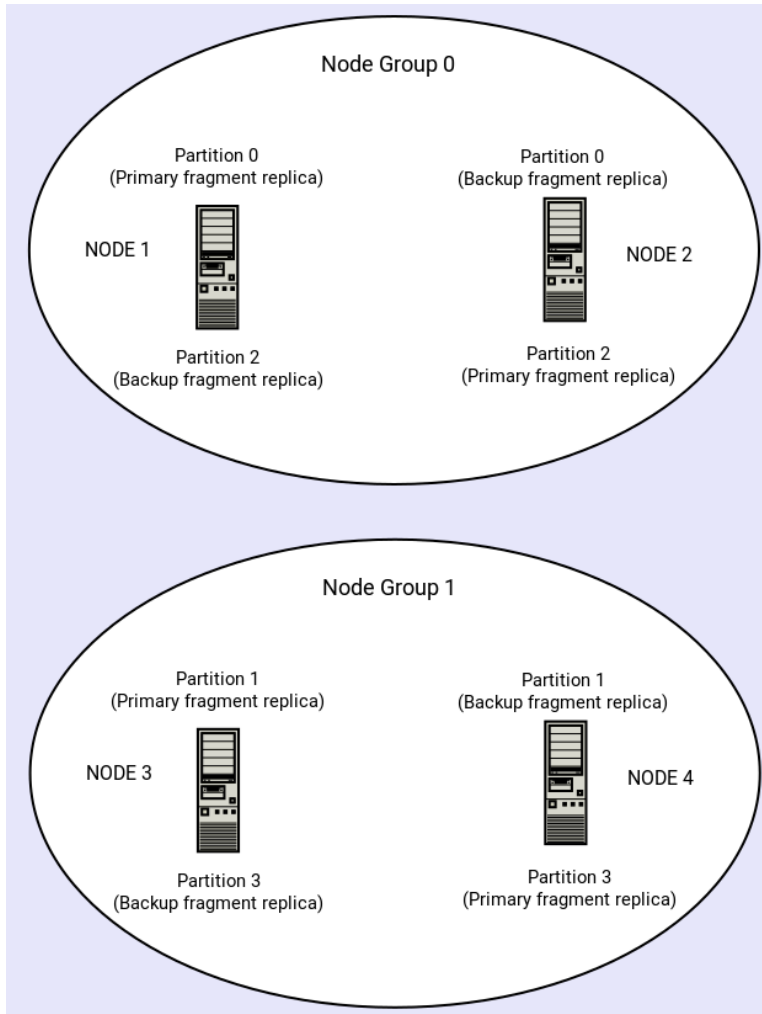 Node Group 0
Partition 0
(Primary fragment replica)
Partition 0
(Backup fragment replica)
NODE 1
NODE 2
Partition 2
(Backup fragment replica)
Partition 2
(Primary fragment replica)
Node Group 1
Partition 1
(Primary fragment replica)
Partition 1
(Backup fragment replica)
NODE 3
NODE 4
Partition 3
(Backup fragment replica)
Partition 3
(Primary fragment replica)